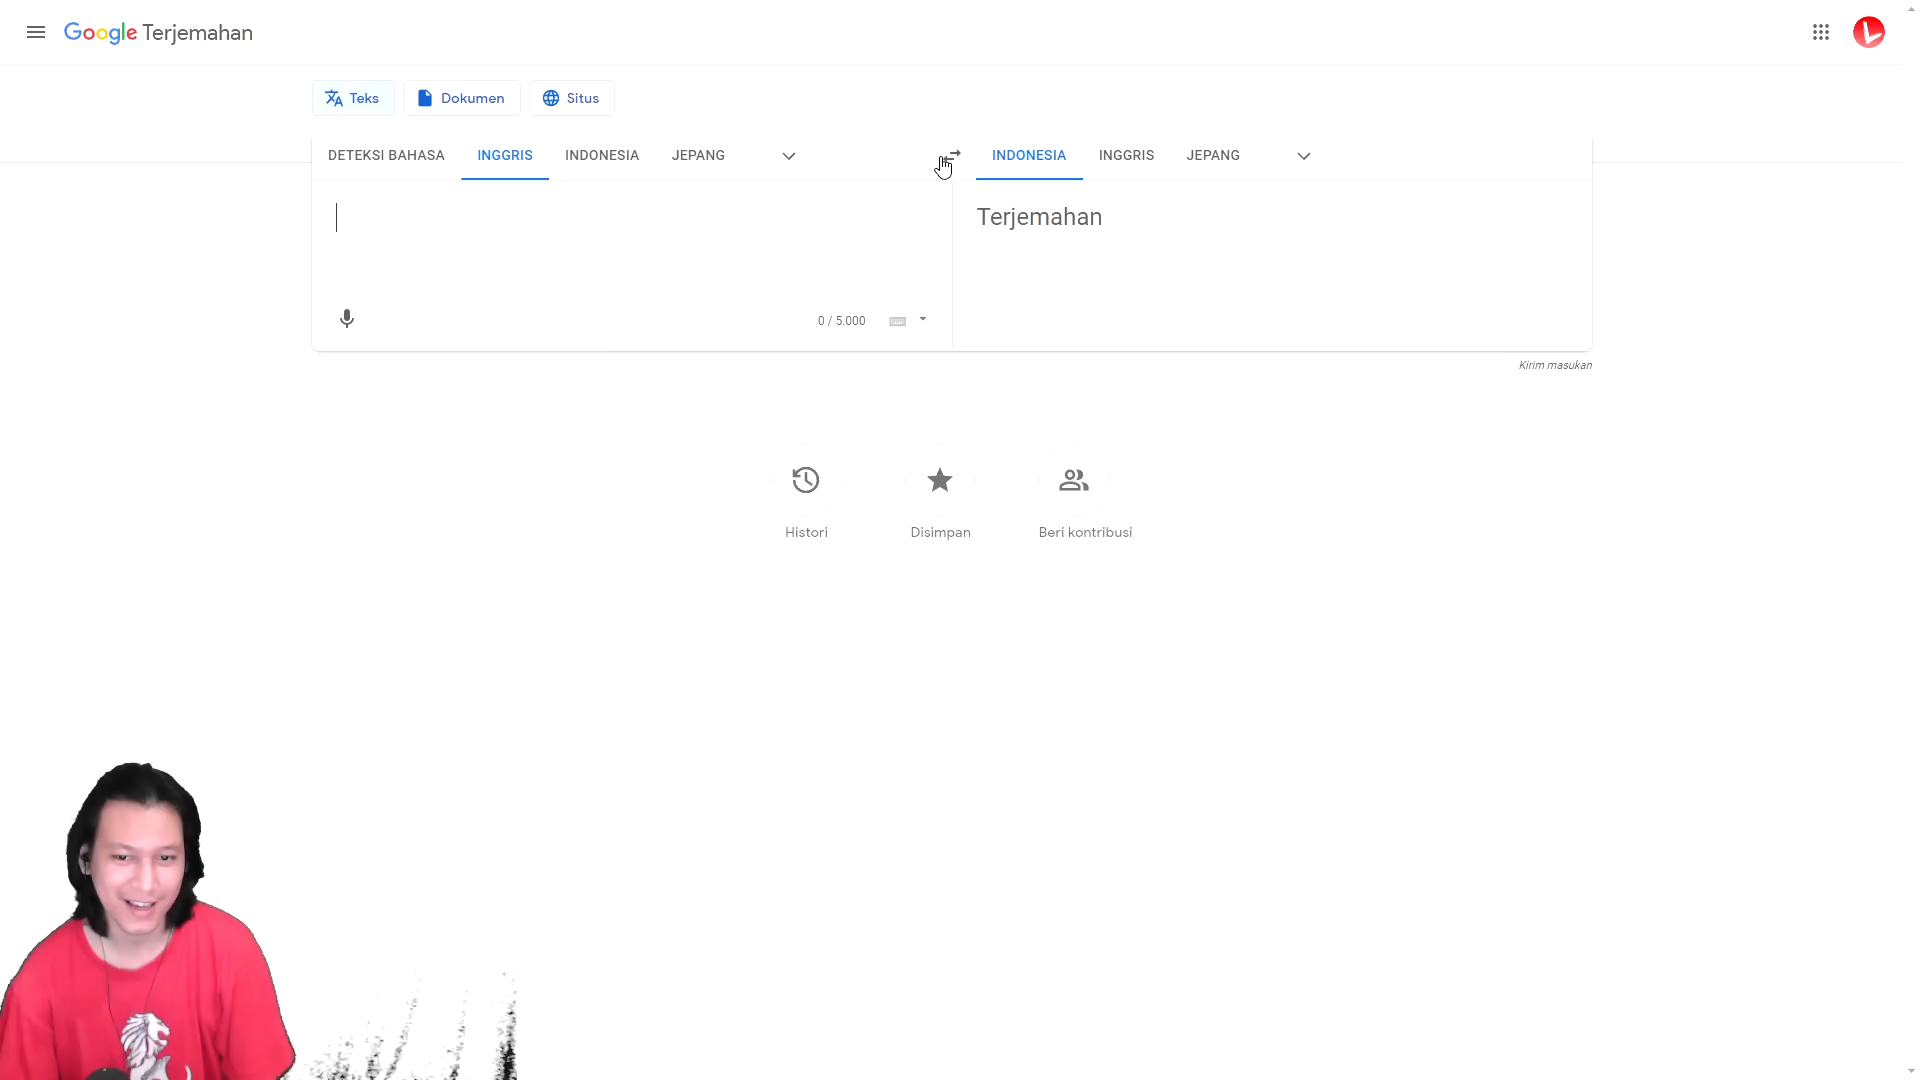 Google Terjemahan
Teks Dokumen Situs
DETEKSI BAHASA INGGRIS INDONESIA JEPANG INDONESIA INGGRIS JEPANG
Terjemahan
0 / 5.000
Kirim masukan
Histori Disimpan Beri kontribusi